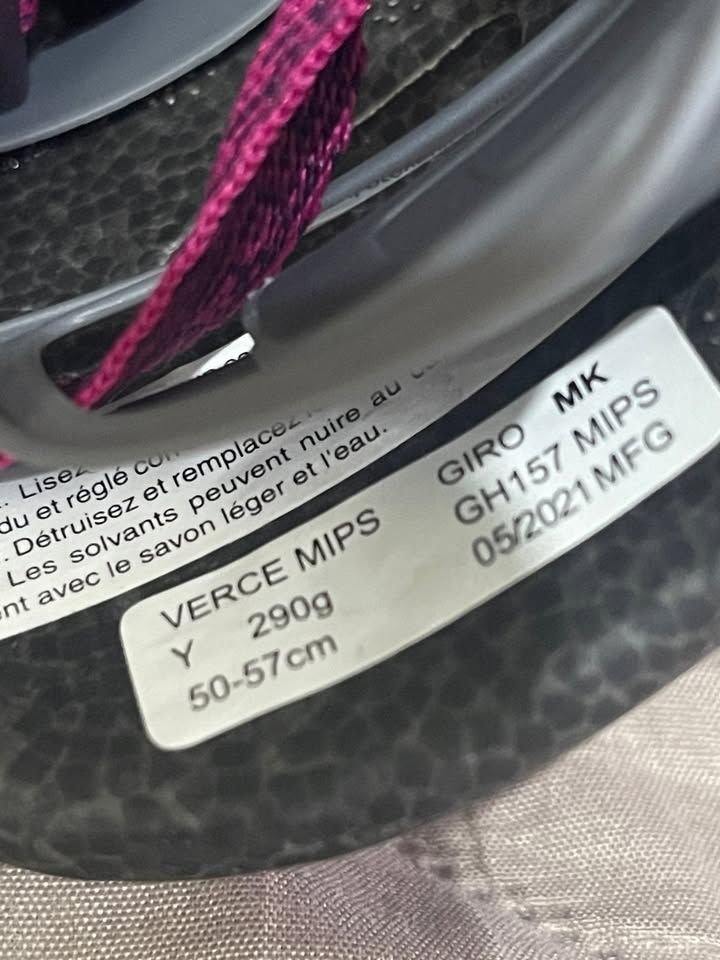 Lisez
du et réglé
Détruisez et remplacez
Les solvants peuvent nuire au
nt avec le savon léger et l'eau.
VERCE MIPS
Y 290g
50-57cm
GIRO MK
GH157 MIPS
05/2021 MFG